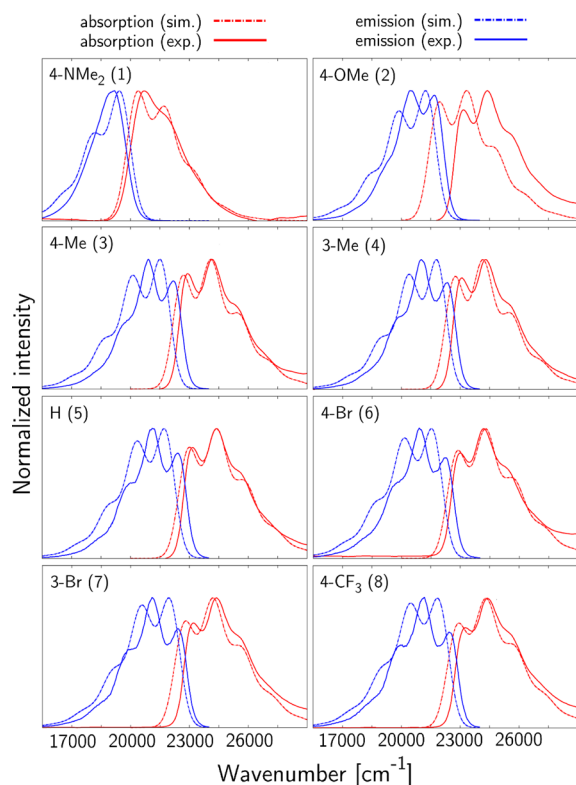 absorption (sim.) emission (sim.)
absorption (exp.) emission (exp.)
4-NMe₂ (1) 4-OMe (2)
4-Me (3) 3-Me (4)
H (5) 4-Br (6)
3-Br (7) 4-CF₃ (8)
Normalized intensity
17000 20000 23000 26000 17000 20000 23000 26000
Wavenumber [cm⁻¹]